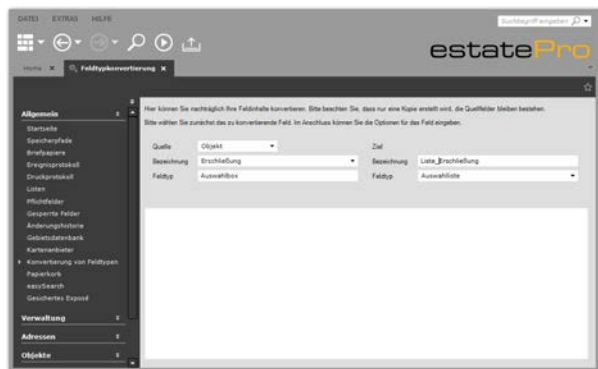 DATEI EXTRAS HILFE
Suchbegriff eingeben
estatePro
Home Feldtypkonvertierung
Allgemein
Startseite
Speicherpfade
Briefpapiere
Ereignisprotokoll
Druckprotokoll
Listen
Pflichtfelder
Gesperrte Felder
Änderungshistorie
Gebietsdatenbank
Kartenanbieter
Konvertierung von Feldtypen
Papierkorb
easySearch
Gesichertes Exposé
Verwaltung
Adressen
Objekte
Hier können Sie nachträglich Ihre Feldinhalte konvertieren. Bitte beachten Sie, dass nur eine Kopie erstellt wird, die Quellfelder bleiben bestehen.
Bitte wählen Sie zunächst das zu konvertierende Feld. Im Anschluss können Sie die Optionen für das Feld eingeben.
Quelle Objekt Ziel
Bezeichnung Erschließung Bezeichnung Liste_Erschließung
Feldtyp Auswahlbox Feldtyp Auswahlliste